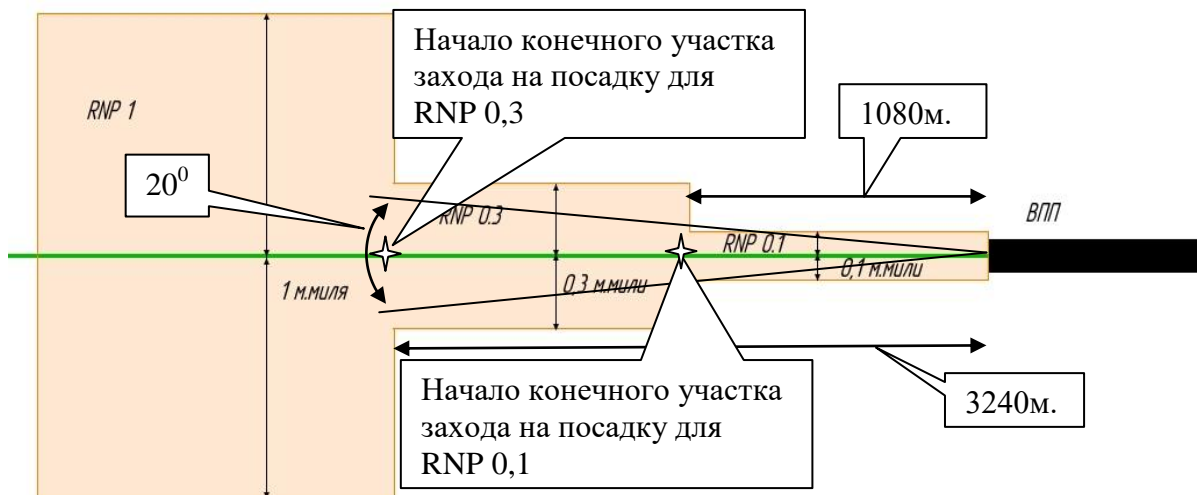 Начало конечного участка
захода на посадку для
RNP 0,3
RNP 1
1080м.
20⁰
ВПП
RNP 0.3
RNP 0.1
1 м.миля
0,3 м.мили
0,1 м.мили
Начало конечного участка
захода на посадку для
RNP 0,1
3240м.